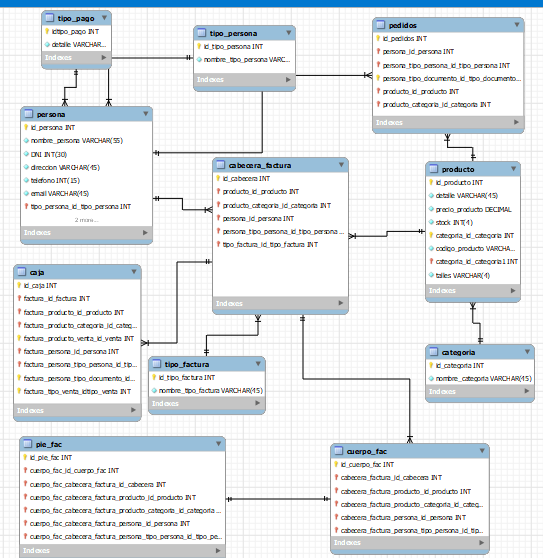 tipo_pago
idtipo_pago INT
detalle VARCHAR...
Indexes
tipo_persona
id_tipo_persona INT
nombre_tipo_persona VARC...
Indexes
pedidos
id_pedidos INT
persona_id_persona INT
persona_tipo_persona_id_tipo_persona INT
persona_tipo_documento_id_tipo_documento...
producto_id_producto INT
producto_categoria_id_categoria INT
Indexes
persona
id_persona INT
nombre_persona VARCHAR(55)
DNI INT(30)
direccion VARCHAR(45)
telefono INT(15)
email VARCHAR(45)
tipo_persona_id_tipo_persona INT
2 more...
Indexes
cabecera_factura
id_cabecera INT
producto_id_producto INT
producto_categoria_id_categoria INT
persona_id_persona INT
persona_tipo_persona_id_tipo_persona ...
tipo_factura_id_tipo_factura INT
Indexes
producto
id_producto INT
detalle VARCHAR(45)
precio_producto DECIMAL
stock INT(4)
categoria_id_categoria INT
codigo_producto VARCHA...
categoria_id_categoria1 INT
talles VARCHAR(4)
Indexes
caja
id_caja INT
factura_id_factura INT
factura_producto_id_producto INT
factura_producto_categoria_id_categ...
factura_producto_venta_id_venta INT
factura_persona_id_persona INT
factura_persona_tipo_persona_id_tip...
factura_persona_tipo_documento_id...
factura_tipo_venta_idtipo_venta INT
Indexes
tipo_factura
id_tipo_factura INT
nombre_tipo_factura VARCHAR(45)
Indexes
categoria
id_categoria INT
nombre_categoria VARCHAR(45)
Indexes
pie_fac
id_pie_fac INT
cuerpo_fac_id_cuerpo_fac INT
cuerpo_fac_cabecera_factura_id_cabecera INT
cuerpo_fac_cabecera_factura_producto_id_producto INT
cuerpo_fac_cabecera_factura_producto_categoria_id_categoria ...
cuerpo_fac_cabecera_factura_persona_id_persona INT
cuerpo_fac_cabecera_factura_persona_tipo_persona_id_tipo_pe...
Indexes
cuerpo_fac
id_cuerpo_fac INT
cabecera_factura_id_cabecera INT
cabecera_factura_producto_id_producto INT
cabecera_factura_producto_categoria_id_categ...
cabecera_factura_persona_id_persona INT
cabecera_factura_persona_tipo_persona_id_tip...
Indexes